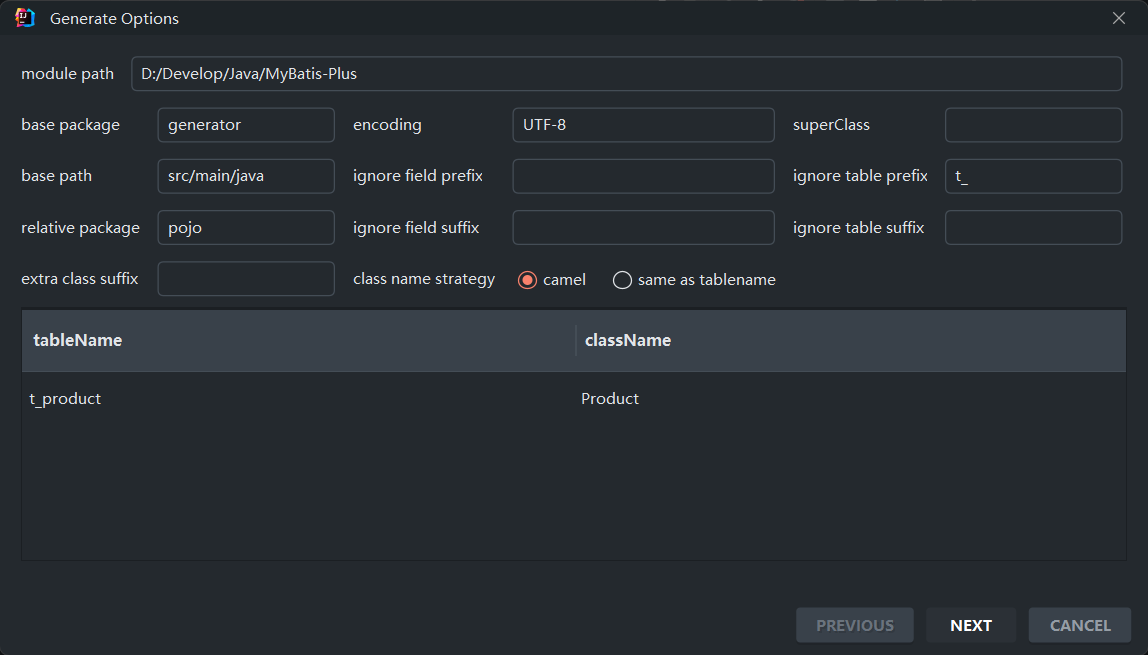 Generate Options
module path D:/Develop/Java/MyBatis-Plus
base package generator encoding UTF-8 superClass
base path src/main/java ignore field prefix ignore table prefix t_
relative package pojo ignore field suffix ignore table suffix
extra class suffix class name strategy camel same as tablename
tableName className
t_product Product
PREVIOUS NEXT CANCEL